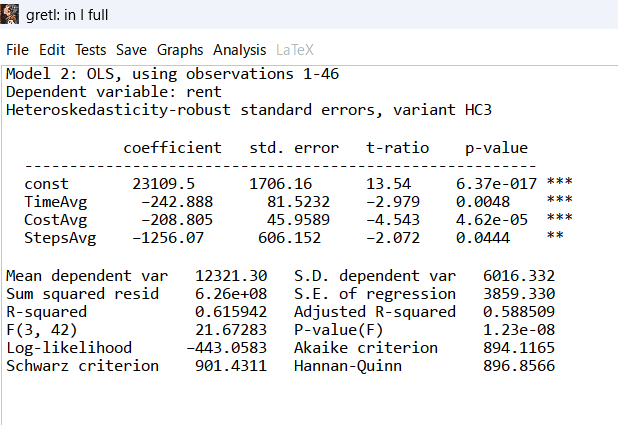 gretl: in l full
File Edit Tests Save Graphs Analysis LaTeX
Model 2: OLS, using observations 1-46
Dependent variable: rent
Heteroskedasticity-robust standard errors, variant HC3
coefficient std. error t-ratio p-value
---------------------------------------------------------
const 23109.5 1706.16 13.54 6.37e-017 ***
TimeAvg −242.888 81.5232 −2.979 0.0048 ***
CostAvg −208.805 45.9589 −4.543 4.62e-05 ***
StepsAvg −1256.07 606.152 −2.072 0.0444 **
Mean dependent var 12321.30 S.D. dependent var 6016.332
Sum squared resid 6.26e+08 S.E. of regression 3859.330
R-squared 0.615942 Adjusted R-squared 0.588509
F(3, 42) 21.67283 P-value(F) 1.23e-08
Log-likelihood −443.0583 Akaike criterion 894.1165
Schwarz criterion 901.4311 Hannan-Quinn 896.8566